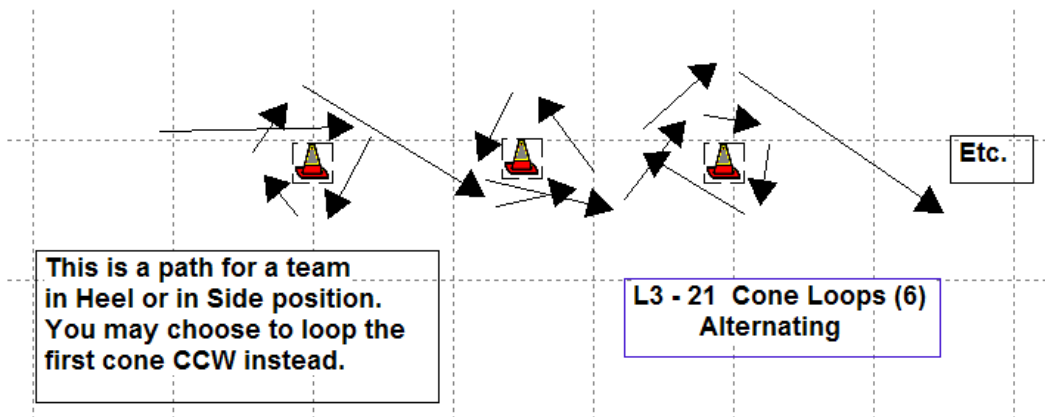 Etc.
This is a path for a team
in Heel or in Side position.
You may choose to loop the
first cone CCW instead.
L3 - 21 Cone Loops (6)
Alternating